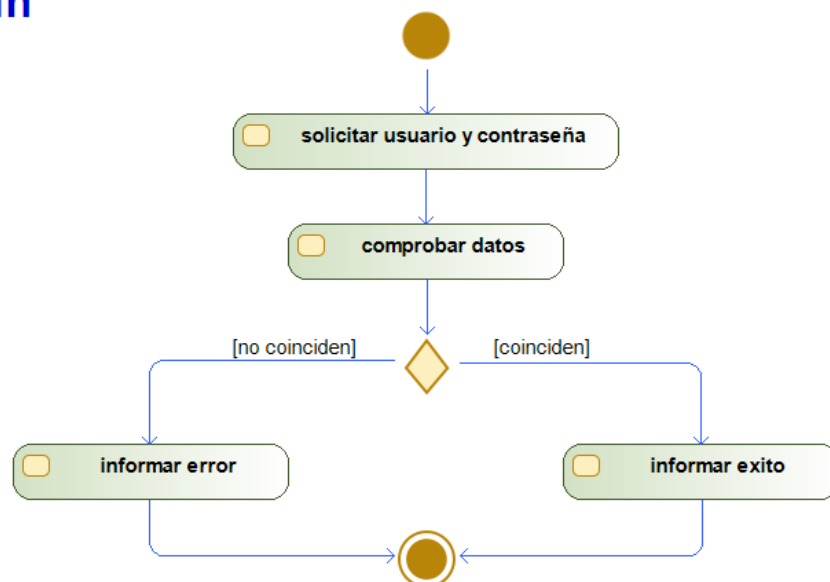 solicitar usuario y contraseña
comprobar datos
[no coinciden] [coinciden]
informar error
informar exito